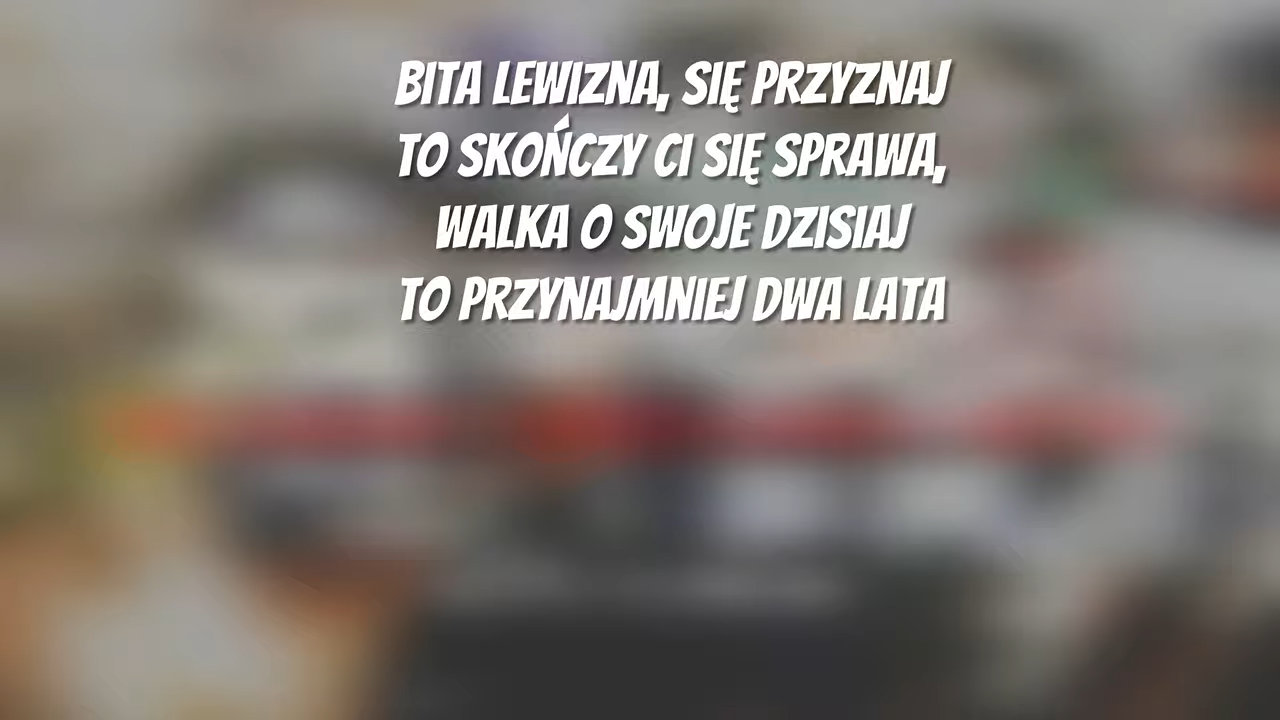 BITA LEWIZNA, SIĘ PRZYZNAJ
TO SKOŃCZY CI SIĘ SPRAWA,
WALKA O SWOJE DZISIAJ
TO PRZYNAJMNIEJ DWA LATA